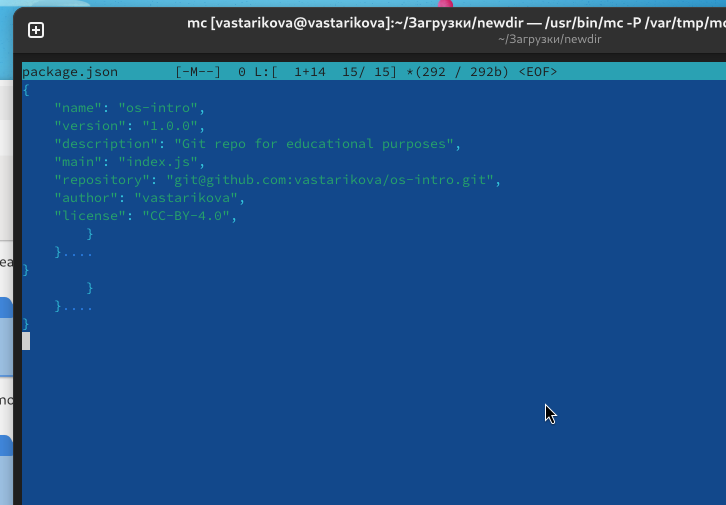 mc [vastarikova@vastarikova]:~/Загрузки/newdir — /usr/bin/mc -P /var/tmp/mc
~/Загрузки/newdir
package.json       [-M--]  0 L:[  1+14  15/ 15] *(292 / 292b) <EOF>
{
    "name": "os-intro",
    "version": "1.0.0",
    "description": "Git repo for educational purposes",
    "main": "index.js",
    "repository": "git@github.com:vastarikova/os-intro.git",
    "author": "vastarikova",
    "license": "CC-BY-4.0",
        }
    }....
}
        }
    }....
}